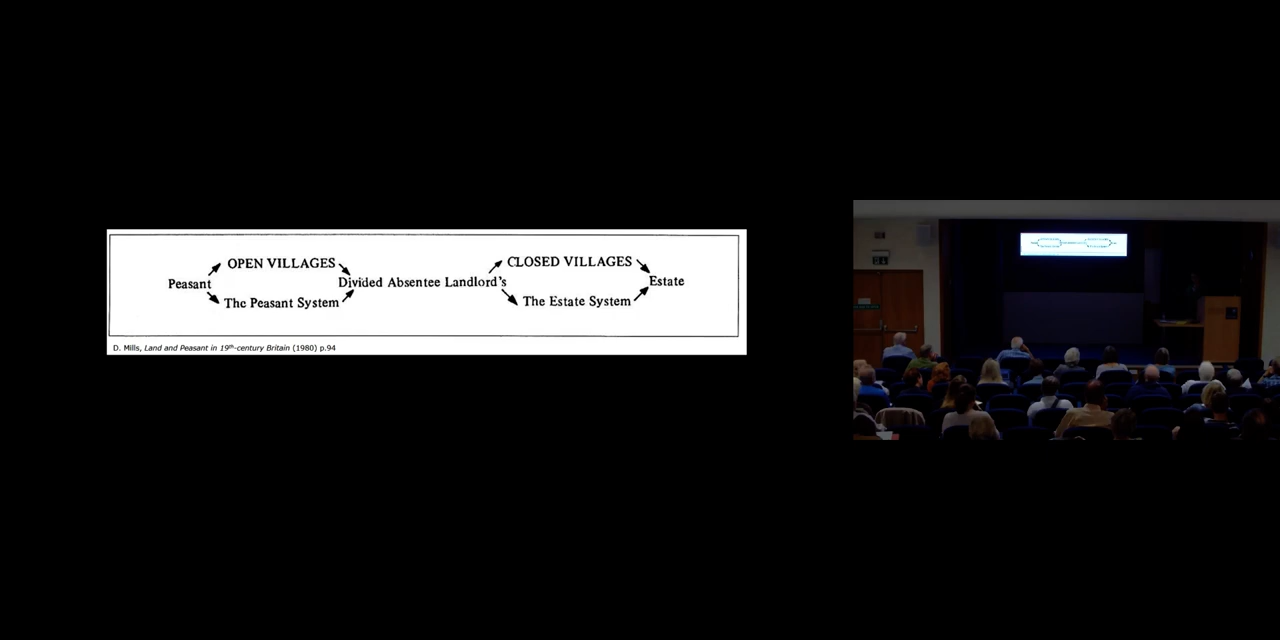 OPEN VILLAGES
CLOSED VILLAGES
Peasant
Divided Absentee Landlord's
Estate
The Peasant System
The Estate System
D. Mills, Land and Peasant in 19th-century Britain (1980) p.94